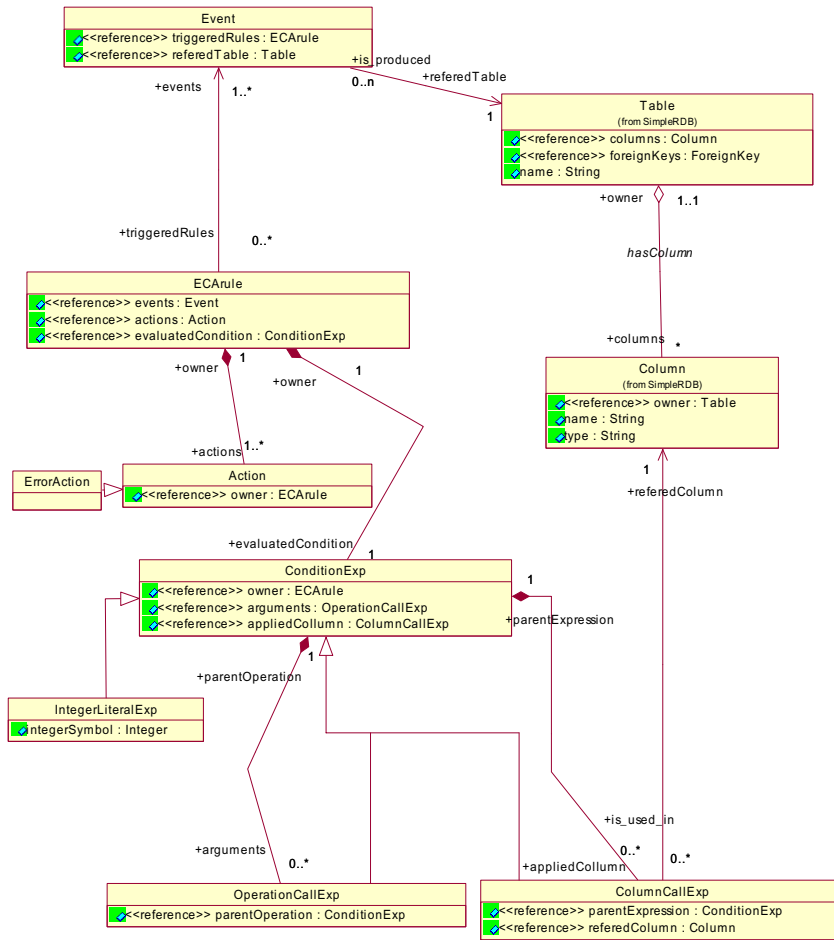 Event
<<reference>> triggeredRules : ECArule
<<reference>> referedTable : Table
+is_produced
+referedTable
0..n
+events
1..*
1
Table
(from SimpleRDB)
<<reference>> columns : Column
<<reference>> foreignKeys : ForeignKey
name : String
+owner
1..1
+triggeredRules
0..*
hasColumn
ECArule
<<reference>> events : Event
<<reference>> actions : Action
<<reference>> evaluatedCondition : ConditionExp
+columns
*
1
+owner
+owner
1
Column
(from SimpleRDB)
<<reference>> owner : Table
name : String
type : String
1..*
+actions
Action
<<reference>> owner : ECArule
ErrorAction
1
+referedColumn
+evaluatedCondition
1
ConditionExp
<<reference>> owner : ECArule
<<reference>> arguments : OperationCallExp
<<reference>> appliedCollumn : ColumnCallExp
1
+parentExpression
1
+parentOperation
IntegerLiteralExp
integerSymbol : Integer
+is_used_in
+arguments
0..*
0..*
0..*
+appliedCollumn
OperationCallExp
<<reference>> parentOperation : ConditionExp
ColumnCallExp
<<reference>> parentExpression : ConditionExp
<<reference>> referedColumn : Column